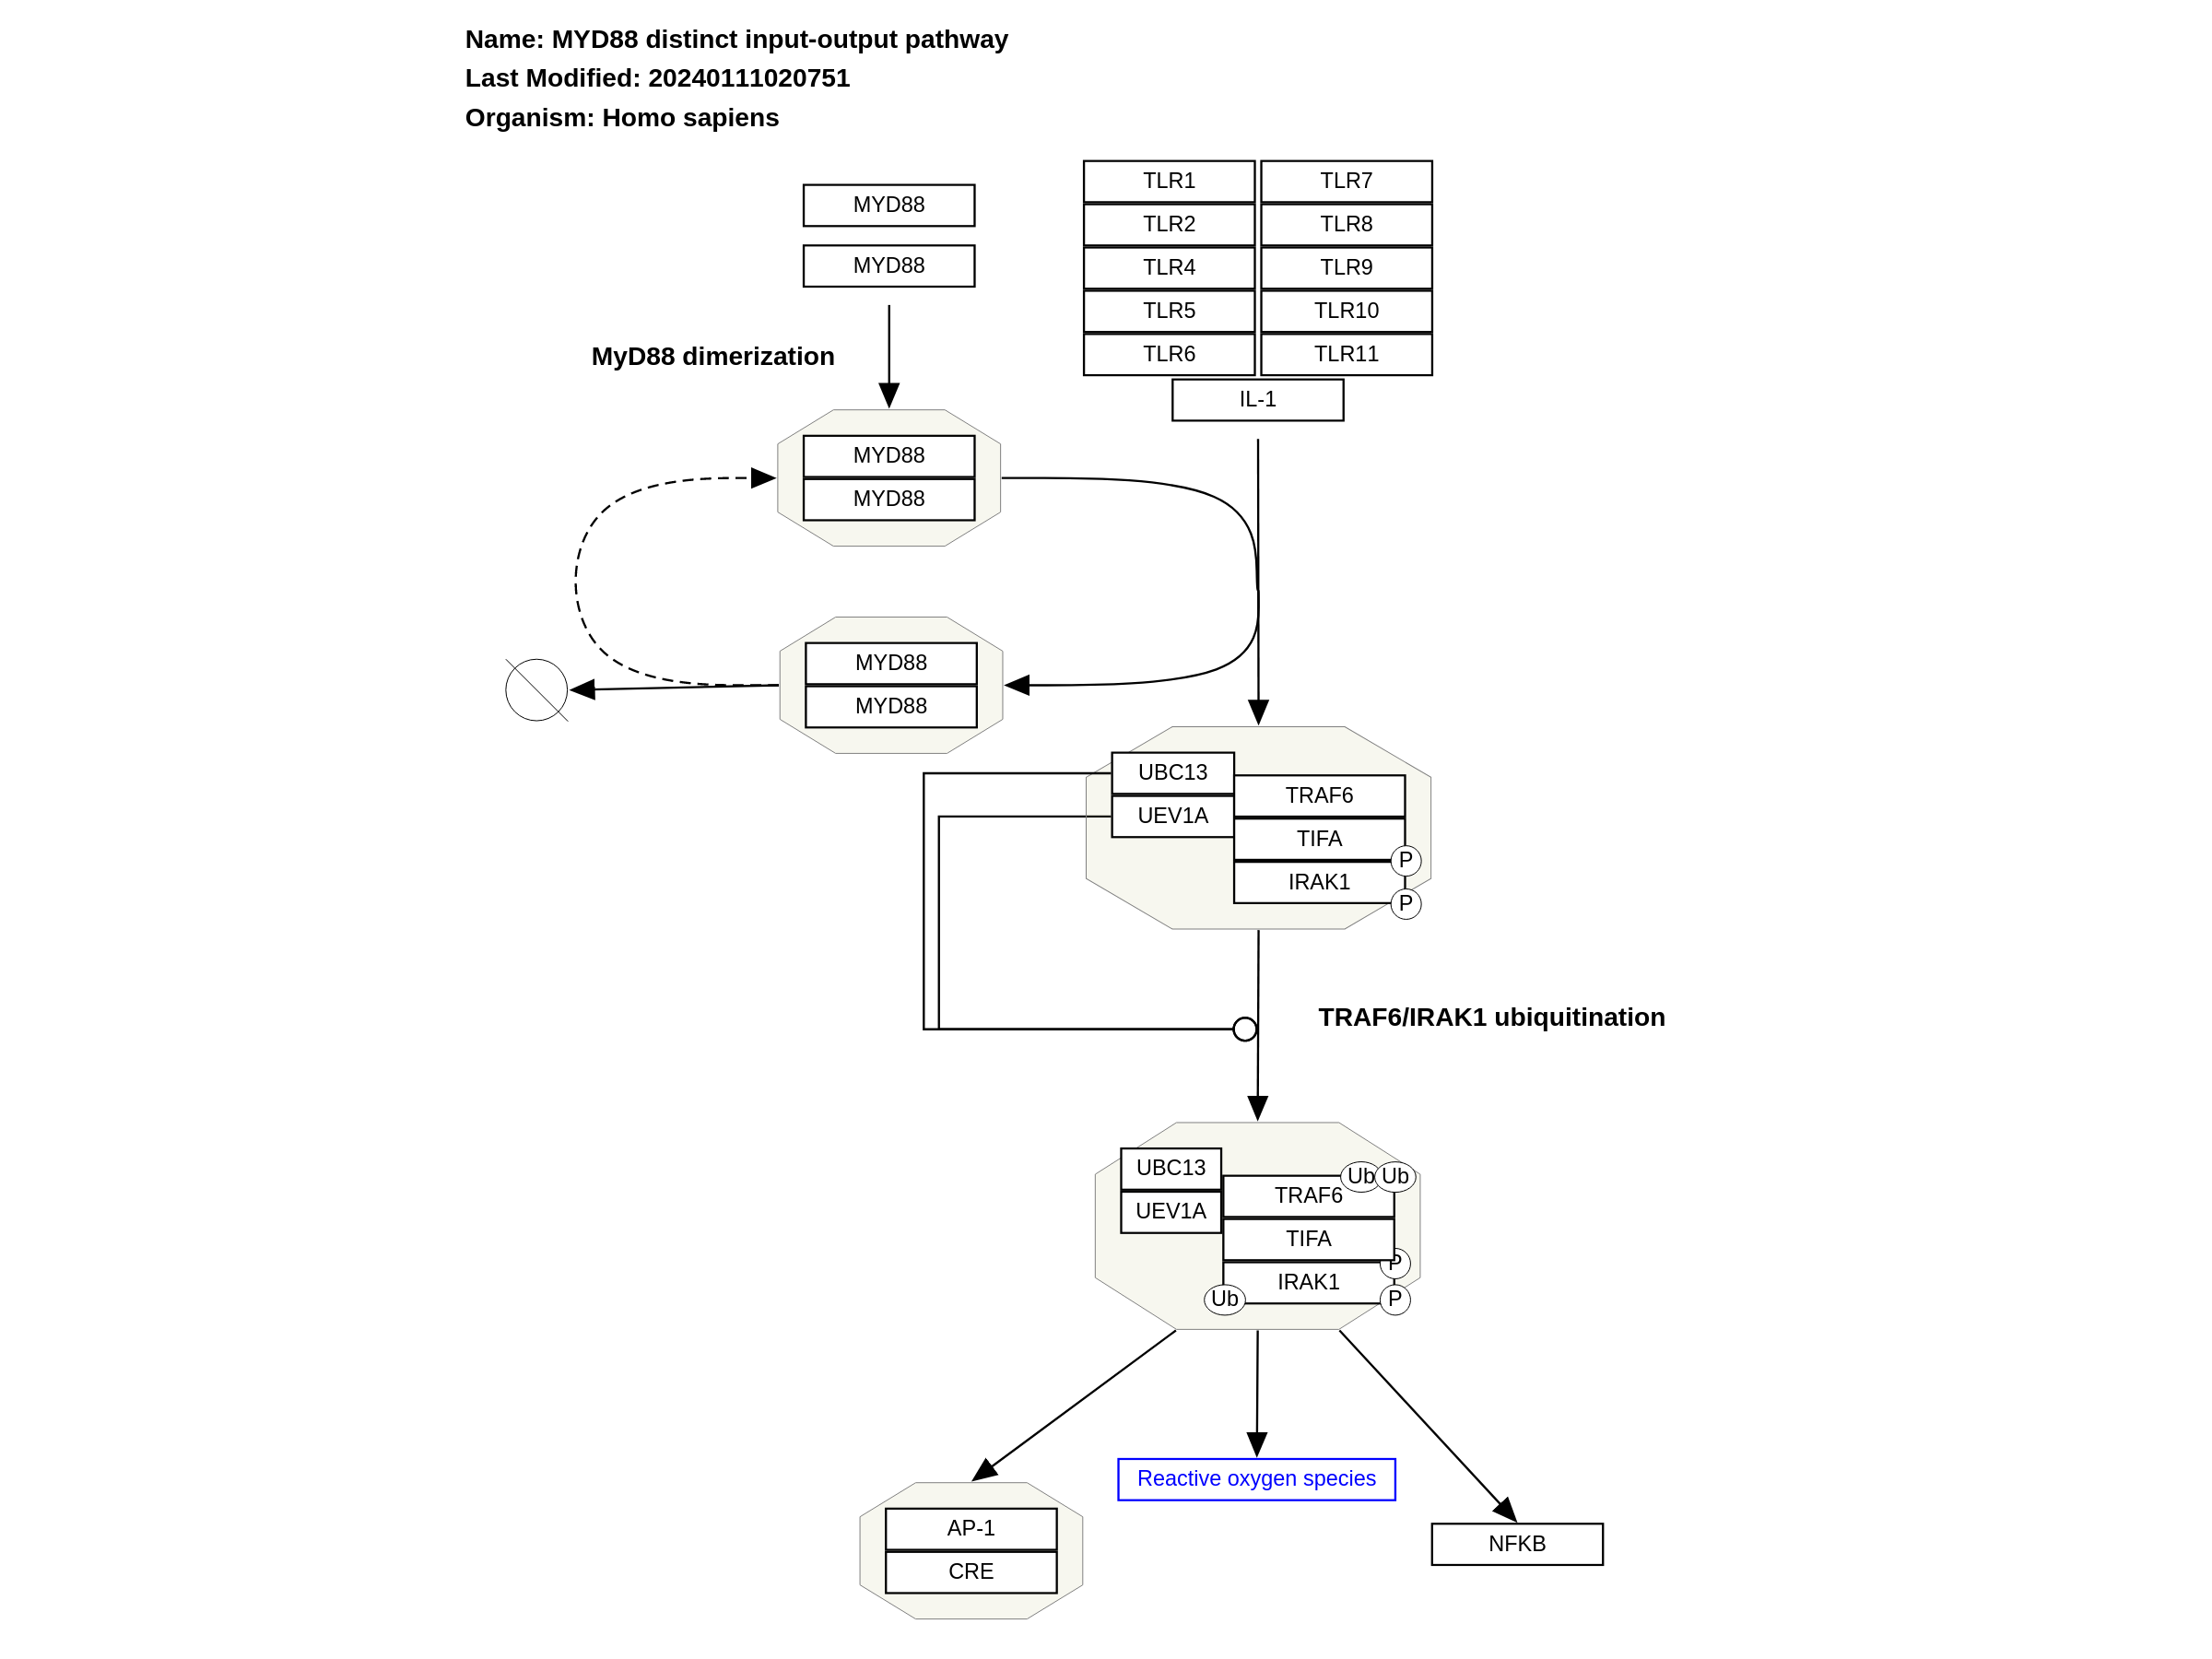 Name: MYD88 distinct input-output pathway
Last Modified: 20240111020751
Organism: Homo sapiens
MYD88
MYD88
TLR1 TLR7
TLR2 TLR8
TLR4 TLR9
TLR5 TLR10
TLR6 TLR11
IL-1
MyD88 dimerization
MYD88
MYD88
MYD88
MYD88
UBC13
TRAF6
UEV1A
TIFA
P
IRAK1
P
TRAF6/IRAK1 ubiquitination
UBC13
Ub Ub
TRAF6
UEV1A
TIFA
P
IRAK1
Ub P
Reactive oxygen species
AP-1
CRE
NFKB